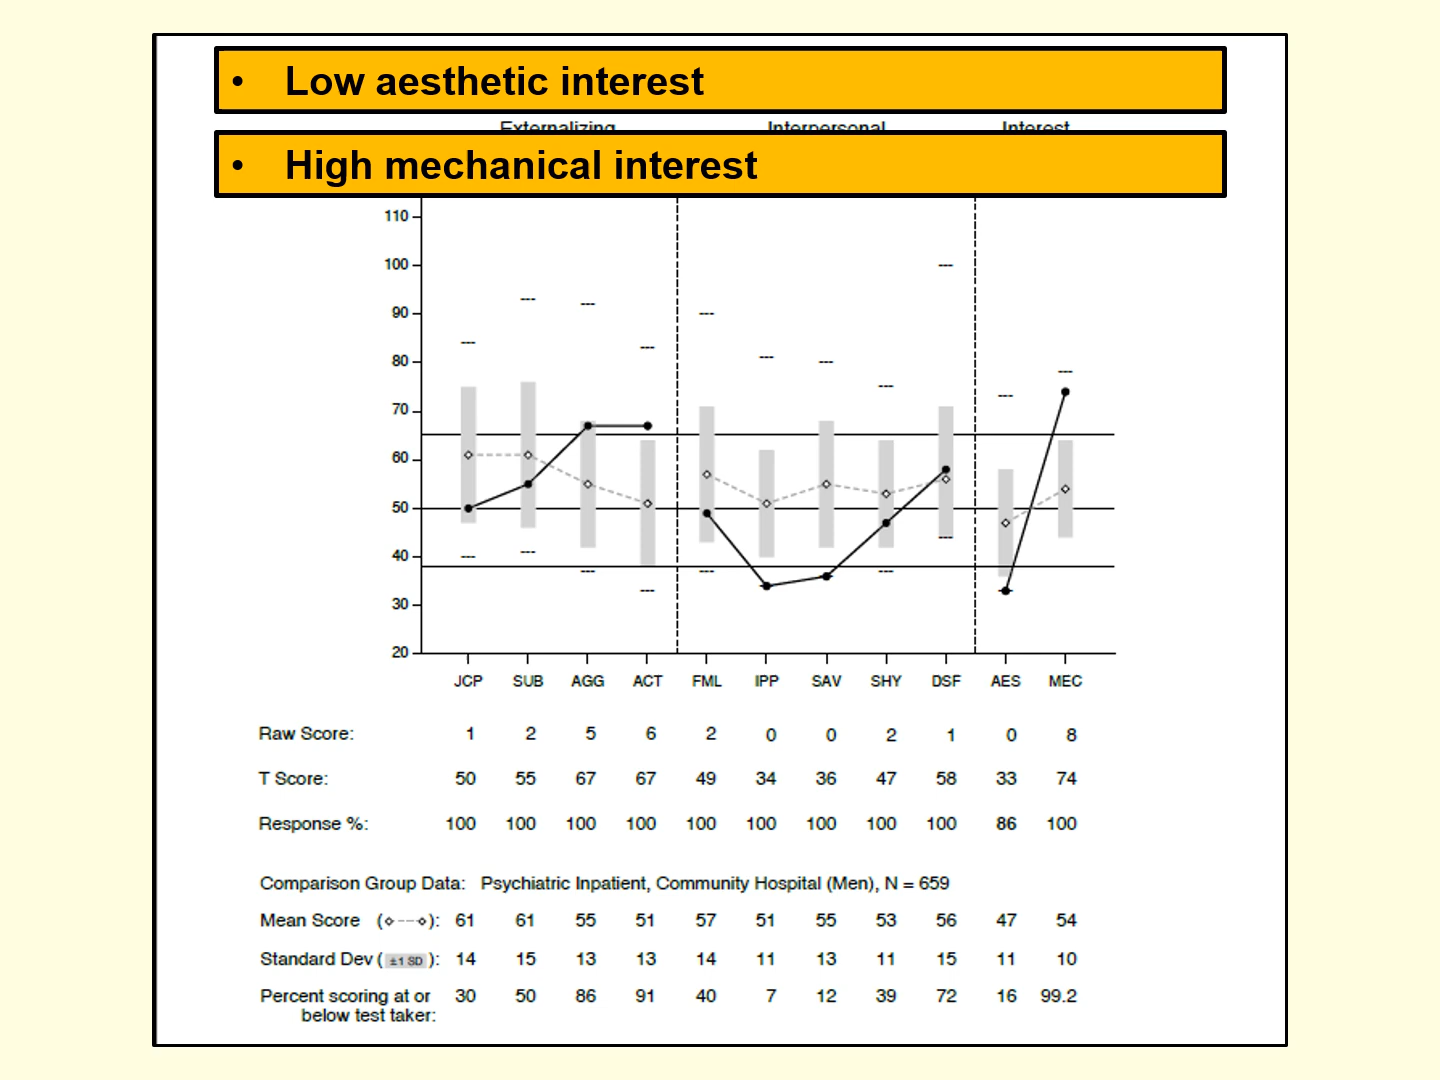 • Low aesthetic interest
Externalizing Interpersonal Interest
• High mechanical interest
110
100
90
80
70
60
50
40
30
20
JCP SUB AGG ACT FML IPP SAV SHY DSF AES MEC
Raw Score: 1 2 5 6 2 0 0 2 1 0 8
T Score: 50 55 67 67 49 34 36 47 58 33 74
Response %: 100 100 100 100 100 100 100 100 100 86 100
Comparison Group Data: Psychiatric Inpatient, Community Hospital (Men), N = 659
Mean Score (◇---◇): 61 61 55 51 57 51 55 53 56 47 54
Standard Dev ( ±1 SD ): 14 15 13 13 14 11 13 11 15 11 10
Percent scoring at or 30 50 86 91 40 7 12 39 72 16 99.2
below test taker: